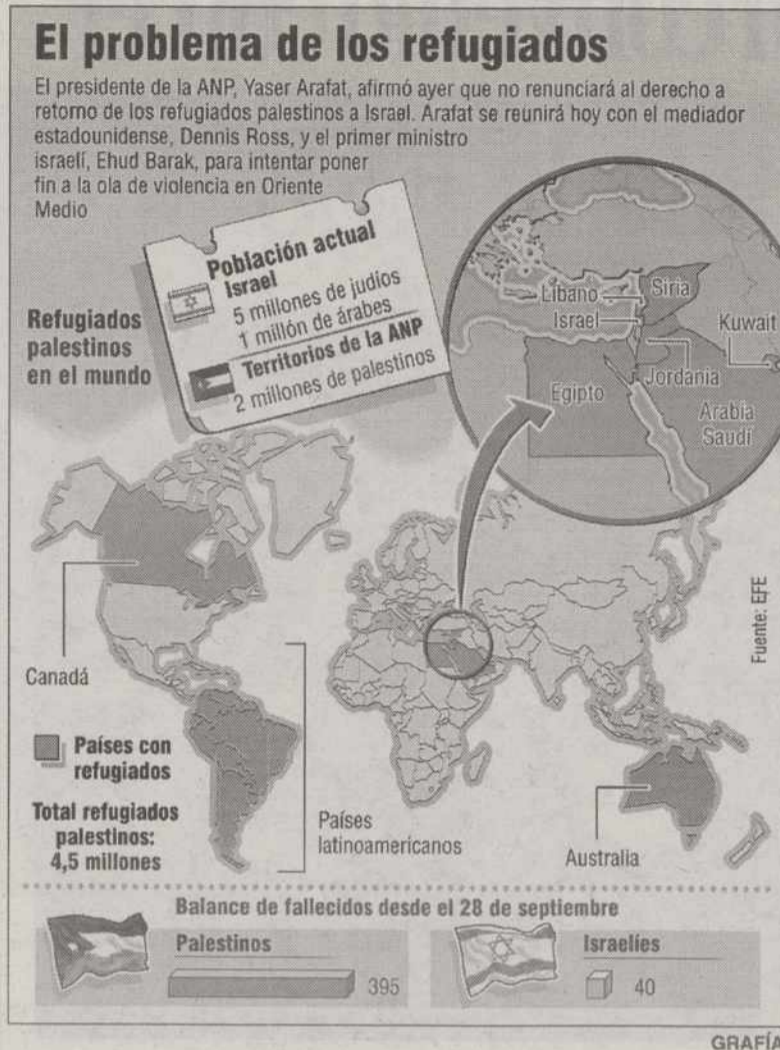 El problema de los refugiados
El presidente de la ANP, Yaser Arafat, afirmó ayer que no renunciará al derecho a
retorno de los refugiados palestinos a Israel. Arafat se reunirá hoy con el mediador
estadounidense, Dennis Ross, y el primer ministro
israelí, Ehud Barak, para intentar poner
fin a la ola de violencia en Oriente
Medio
Población actual
Israel
5 millones de judíos
1 millón de árabes
Territorios de la ANP
2 millones de palestinos
Refugiados
palestinos
en el mundo
Líbano
Siria
Israel
Kuwait
Jordania
Egipto
Arabia
Saudí
Canadá
Países con
refugiados
Total refugiados
palestinos:
4,5 millones
Países
latinoamericanos
Australia
Fuente: EFE
Balance de fallecidos desde el 28 de septiembre
Palestinos
395
Israelíes
40
GRAFÍA